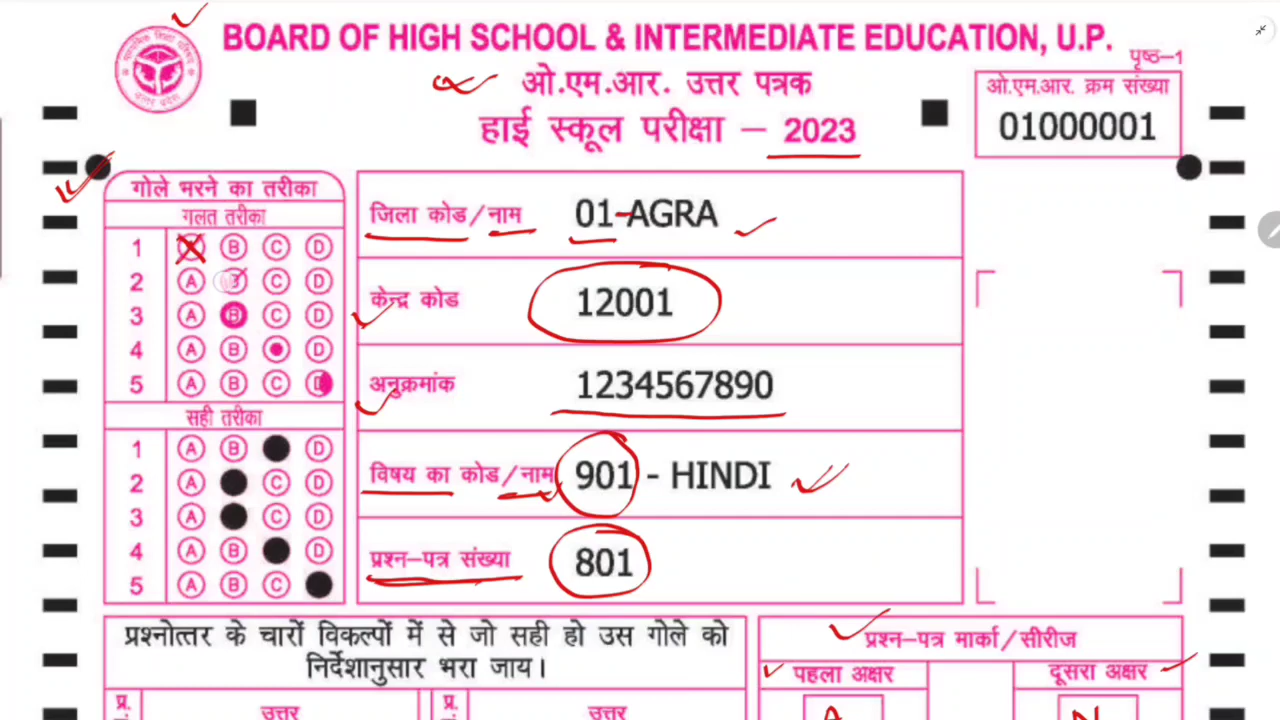 BOARD OF HIGH SCHOOL & INTERMEDIATE EDUCATION, U.P.
पृष्ठ-1
ओ.एम.आर. उत्तर पत्रक
हाई स्कूल परीक्षा - 2023
ओ.एम.आर. क्रम संख्या
01000001
गोले भरने का तरीका
गलत तरीका
1 B C D
2 A B C D
3 A B C D
4 A B D
5 A B C D
सही तरीका
1 A B D
2 A C D
3 A C D
4 A B D
5 A B C
जिला कोड/नाम 01-AGRA
केन्द्र कोड 12001
अनुक्रमांक 1234567890
विषय का कोड/नाम 901 - HINDI
प्रश्न-पत्र संख्या 801
प्रश्नोत्तर के चारों विकल्पों में से जो सही हो उस गोले को
निर्देशानुसार भरा जाय।
प्र. उत्तर प्र. उत्तर
प्रश्न-पत्र मार्का/सीरीज
पहला अक्षर दूसरा अक्षर